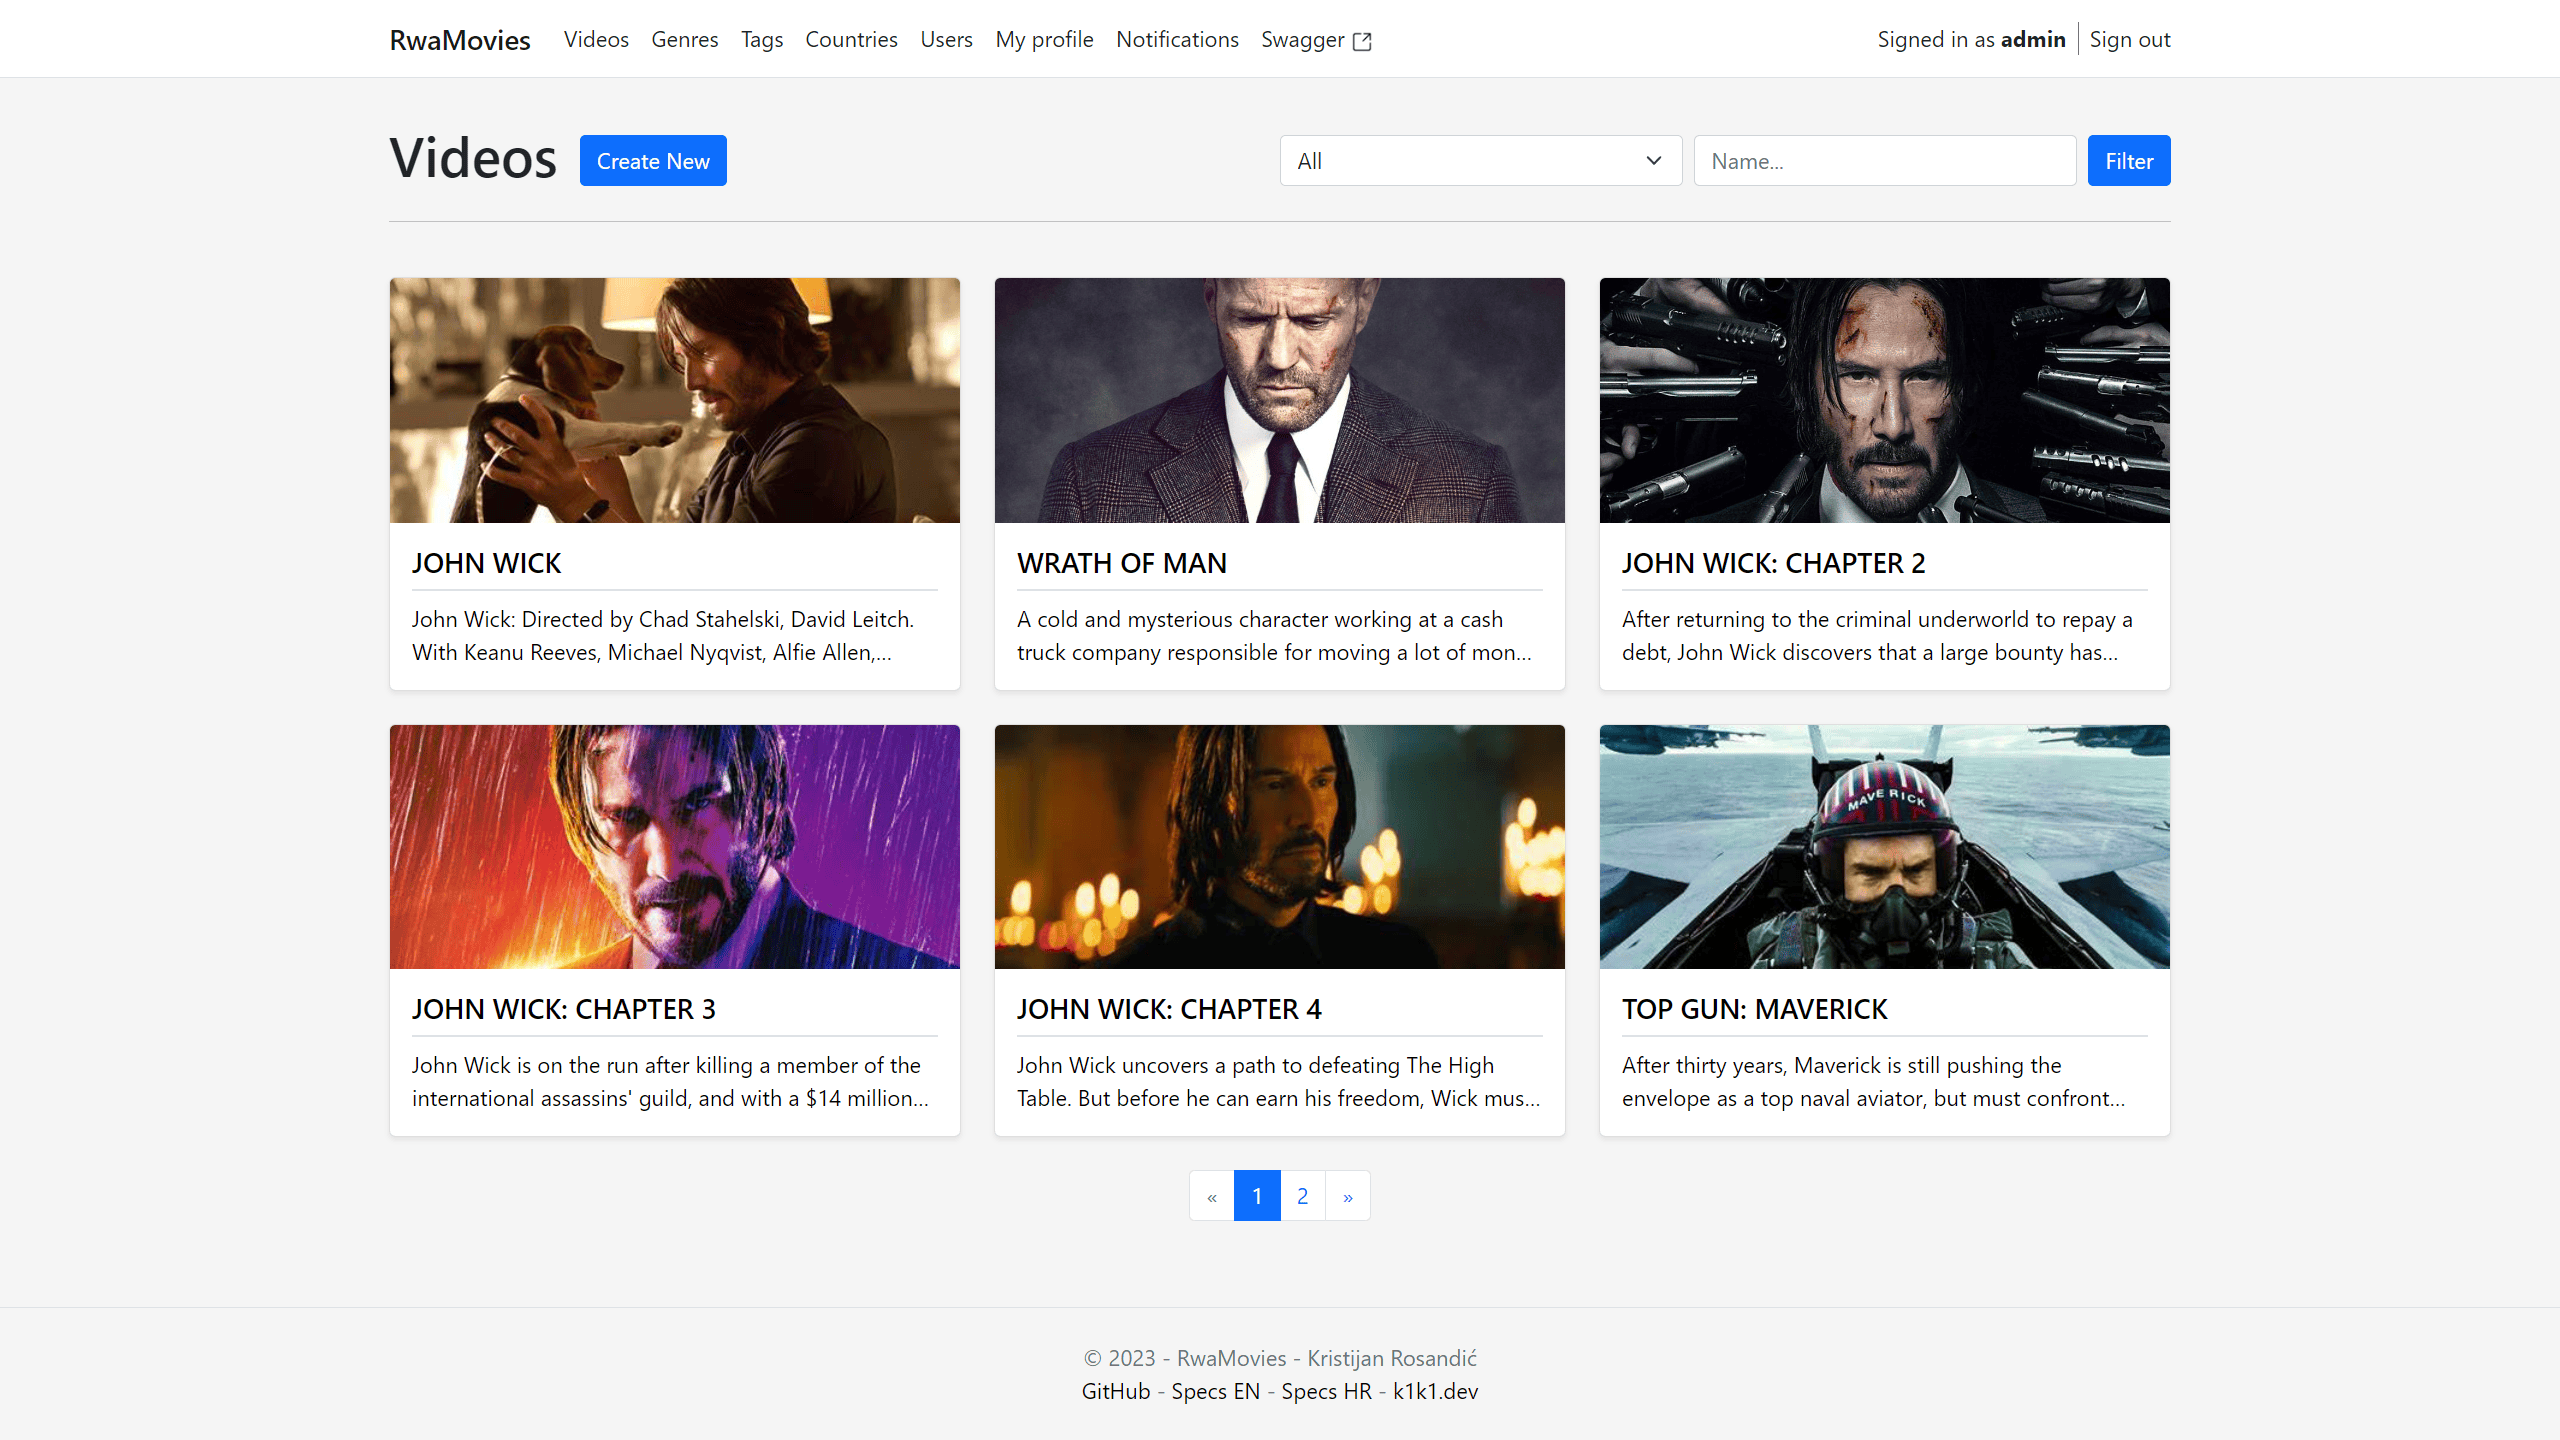 RwaMovies Videos Genres Tags Countries Users My profile Notifications Swagger Signed in as admin Sign out
Videos Create New All Name... Filter
JOHN WICK
John Wick: Directed by Chad Stahelski, David Leitch.
With Keanu Reeves, Michael Nyqvist, Alfie Allen,...
WRATH OF MAN
A cold and mysterious character working at a cash
truck company responsible for moving a lot of mon...
JOHN WICK: CHAPTER 2
After returning to the criminal underworld to repay a
debt, John Wick discovers that a large bounty has...
JOHN WICK: CHAPTER 3
John Wick is on the run after killing a member of the
international assassins' guild, and with a $14 million...
JOHN WICK: CHAPTER 4
John Wick uncovers a path to defeating The High
Table. But before he can earn his freedom, Wick mus...
MAVERICK
TOP GUN: MAVERICK
After thirty years, Maverick is still pushing the
envelope as a top naval aviator, but must confront...
« 1 2 »
© 2023 - RwaMovies - Kristijan Rosandić
GitHub - Specs EN - Specs HR - k1k1.dev